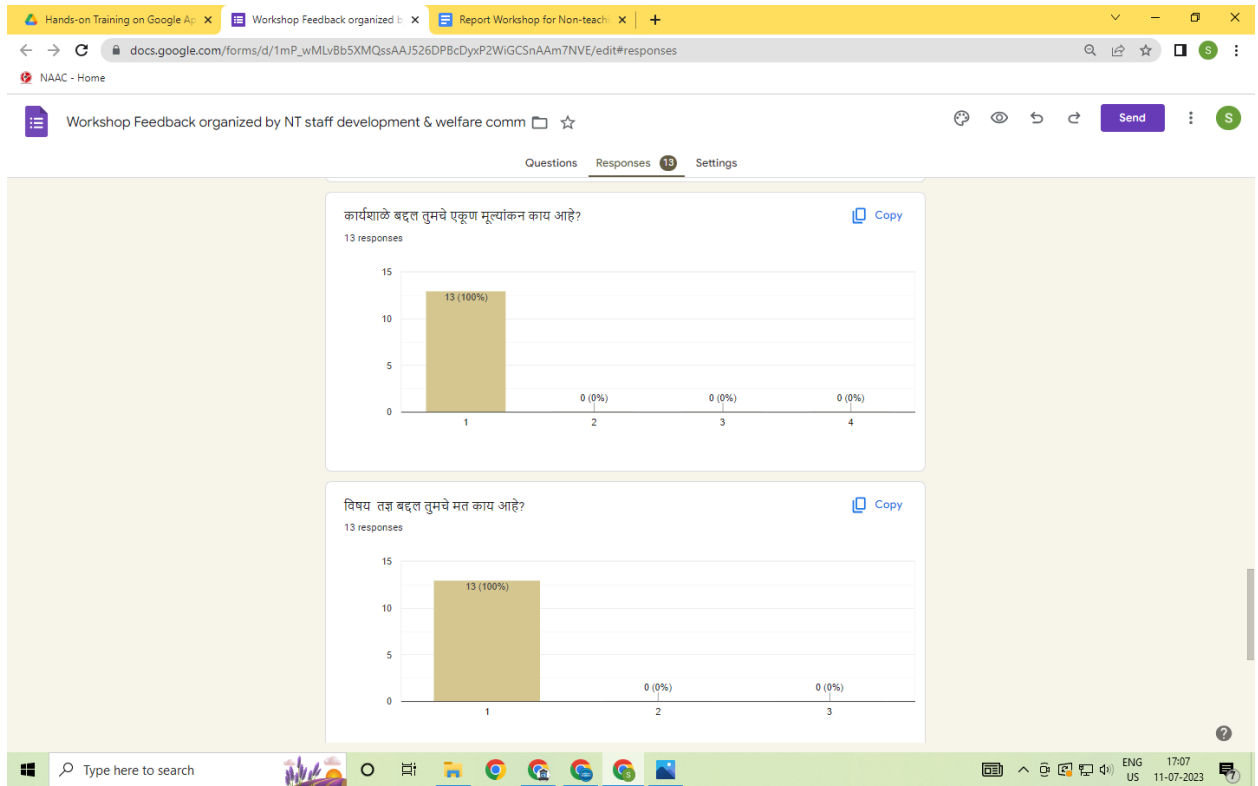 Hands-on Training on Google Ap
Workshop Feedback organized b
Report Workshop for Non-teachi
docs.google.com/forms/d/1mP_wMLvBb5XMQssAAJ526DPBcDyxP2WiGCSnAAm7NVE/edit#responses
S
NAAC - Home
Workshop Feedback organized by NT staff development & welfare comm
Send
S
Questions Responses 13 Settings
कार्यशाळे बद्दल तुमचे एकूण मूल्यांकन काय आहे?
Copy
13 responses
15
13 (100%)
10
5
0 (0%) 0 (0%) 0 (0%)
0
1 2 3 4
विषय तज्ञ बद्दल तुमचे मत काय आहे?
Copy
13 responses
15
13 (100%)
10
5
0 (0%) 0 (0%)
0
1 2 3
Type here to search
ENG
US
17:07
11-07-2023
7